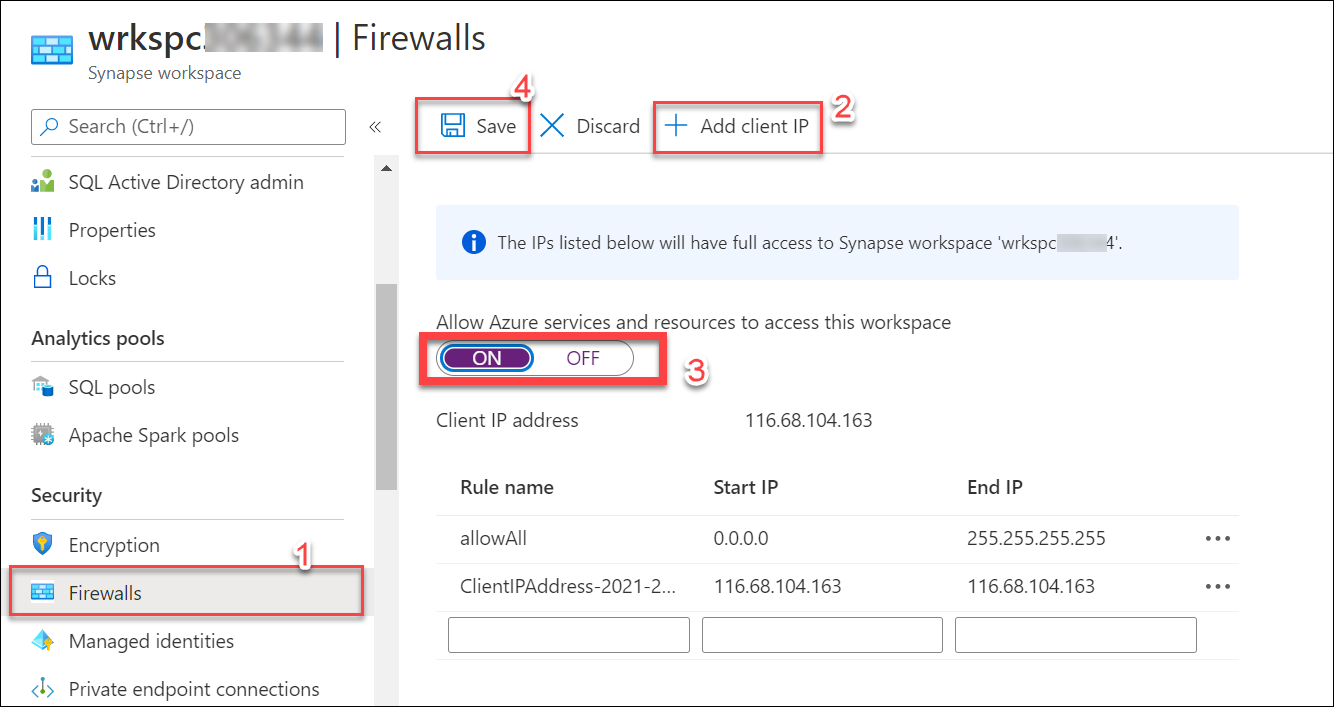 wrkspc | Firewalls
Synapse workspace
4
2
Search (Ctrl+/)
«
Save
Discard
Add client IP
SQL Active Directory admin
Properties
Locks
Analytics pools
SQL pools
Apache Spark pools
Security
Encryption
1
Firewalls
Managed identities
Private endpoint connections
The IPs listed below will have full access to Synapse workspace 'wrkspc 4'.
Allow Azure services and resources to access this workspace
ON OFF
3
Client IP address 116.68.104.163
Rule name Start IP End IP
allowAll 0.0.0.0 255.255.255.255
ClientIPAddress-2021-2... 116.68.104.163 116.68.104.163